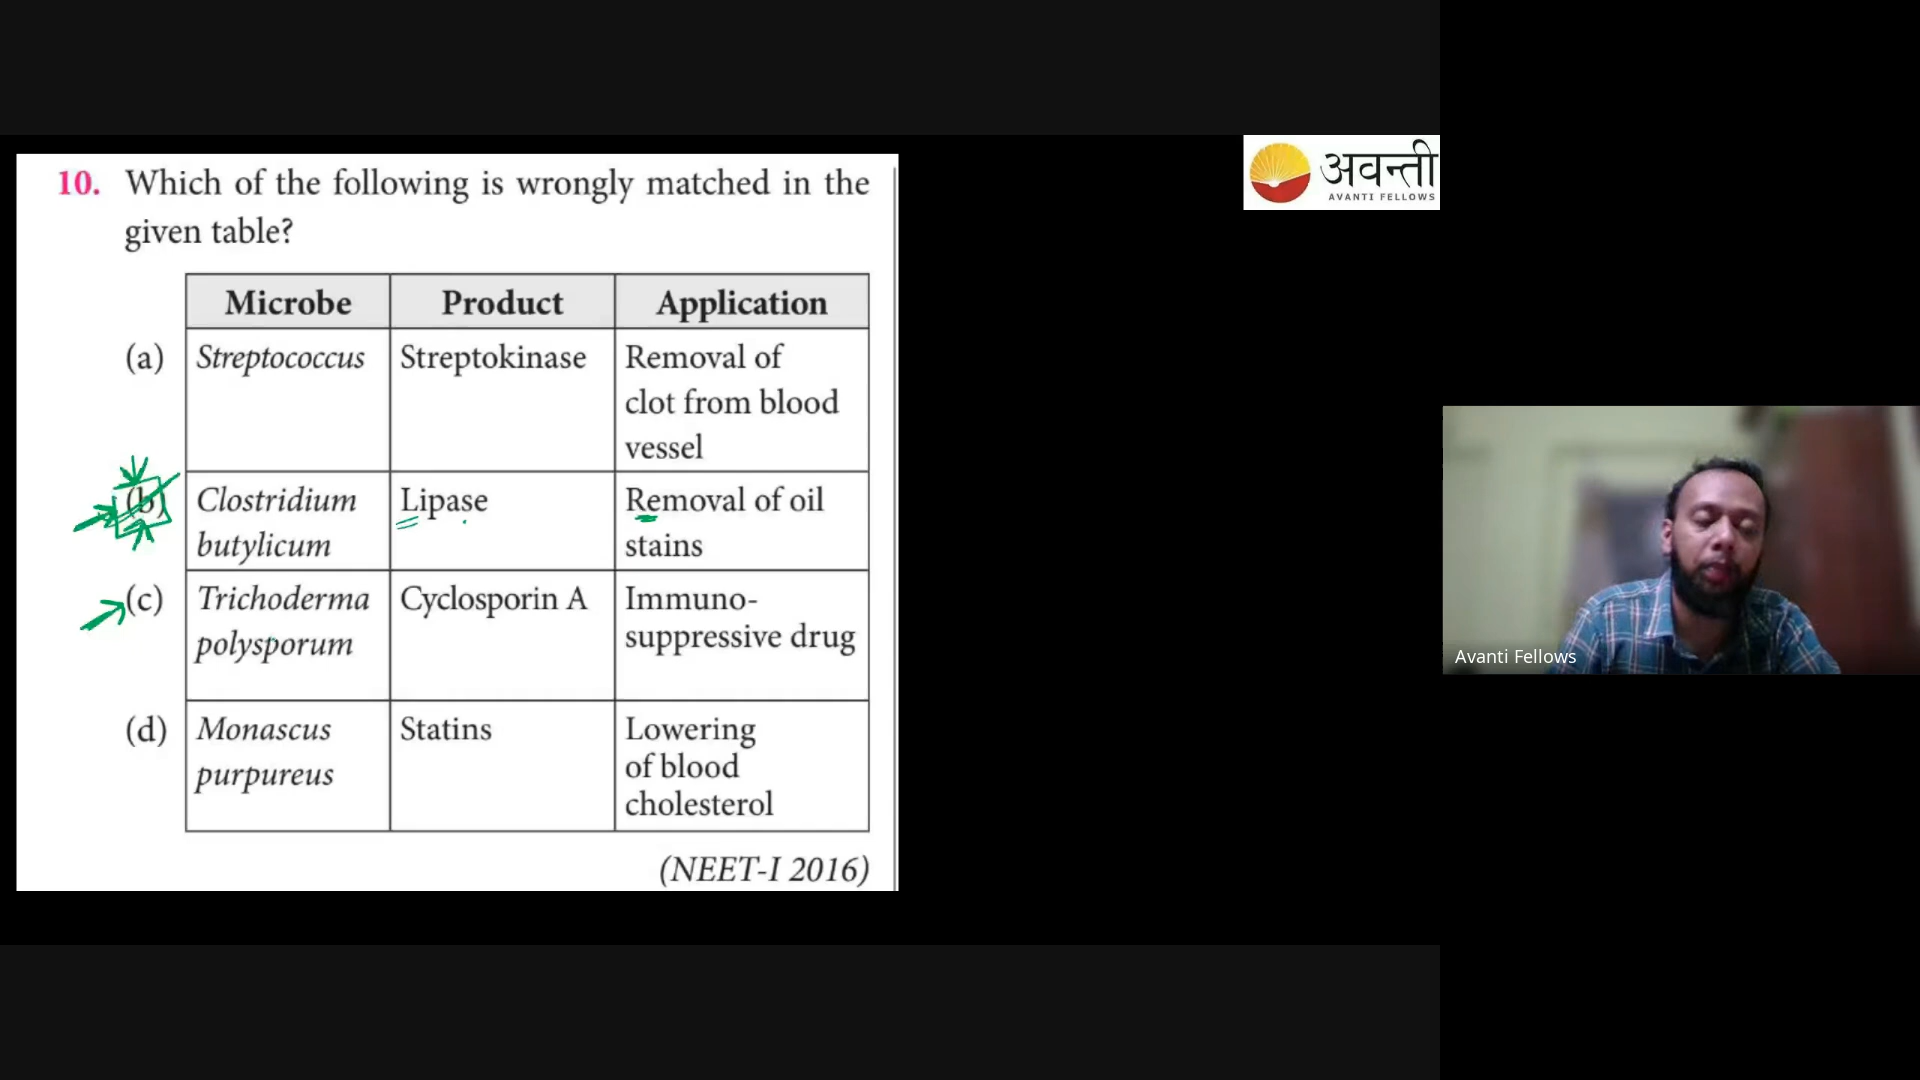 अवन्ती
AVANTI FELLOWS
10. Which of the following is wrongly matched in the
given table?
Microbe Product Application
(a) Streptococcus Streptokinase Removal of
clot from blood
vessel
(b) Clostridium Lipase Removal of oil
butylicum stains
(c) Trichoderma Cyclosporin A Immuno-
polysporum suppressive drug
(d) Monascus Statins Lowering
purpureus of blood
cholesterol
(NEET-I 2016)
Avanti Fellows